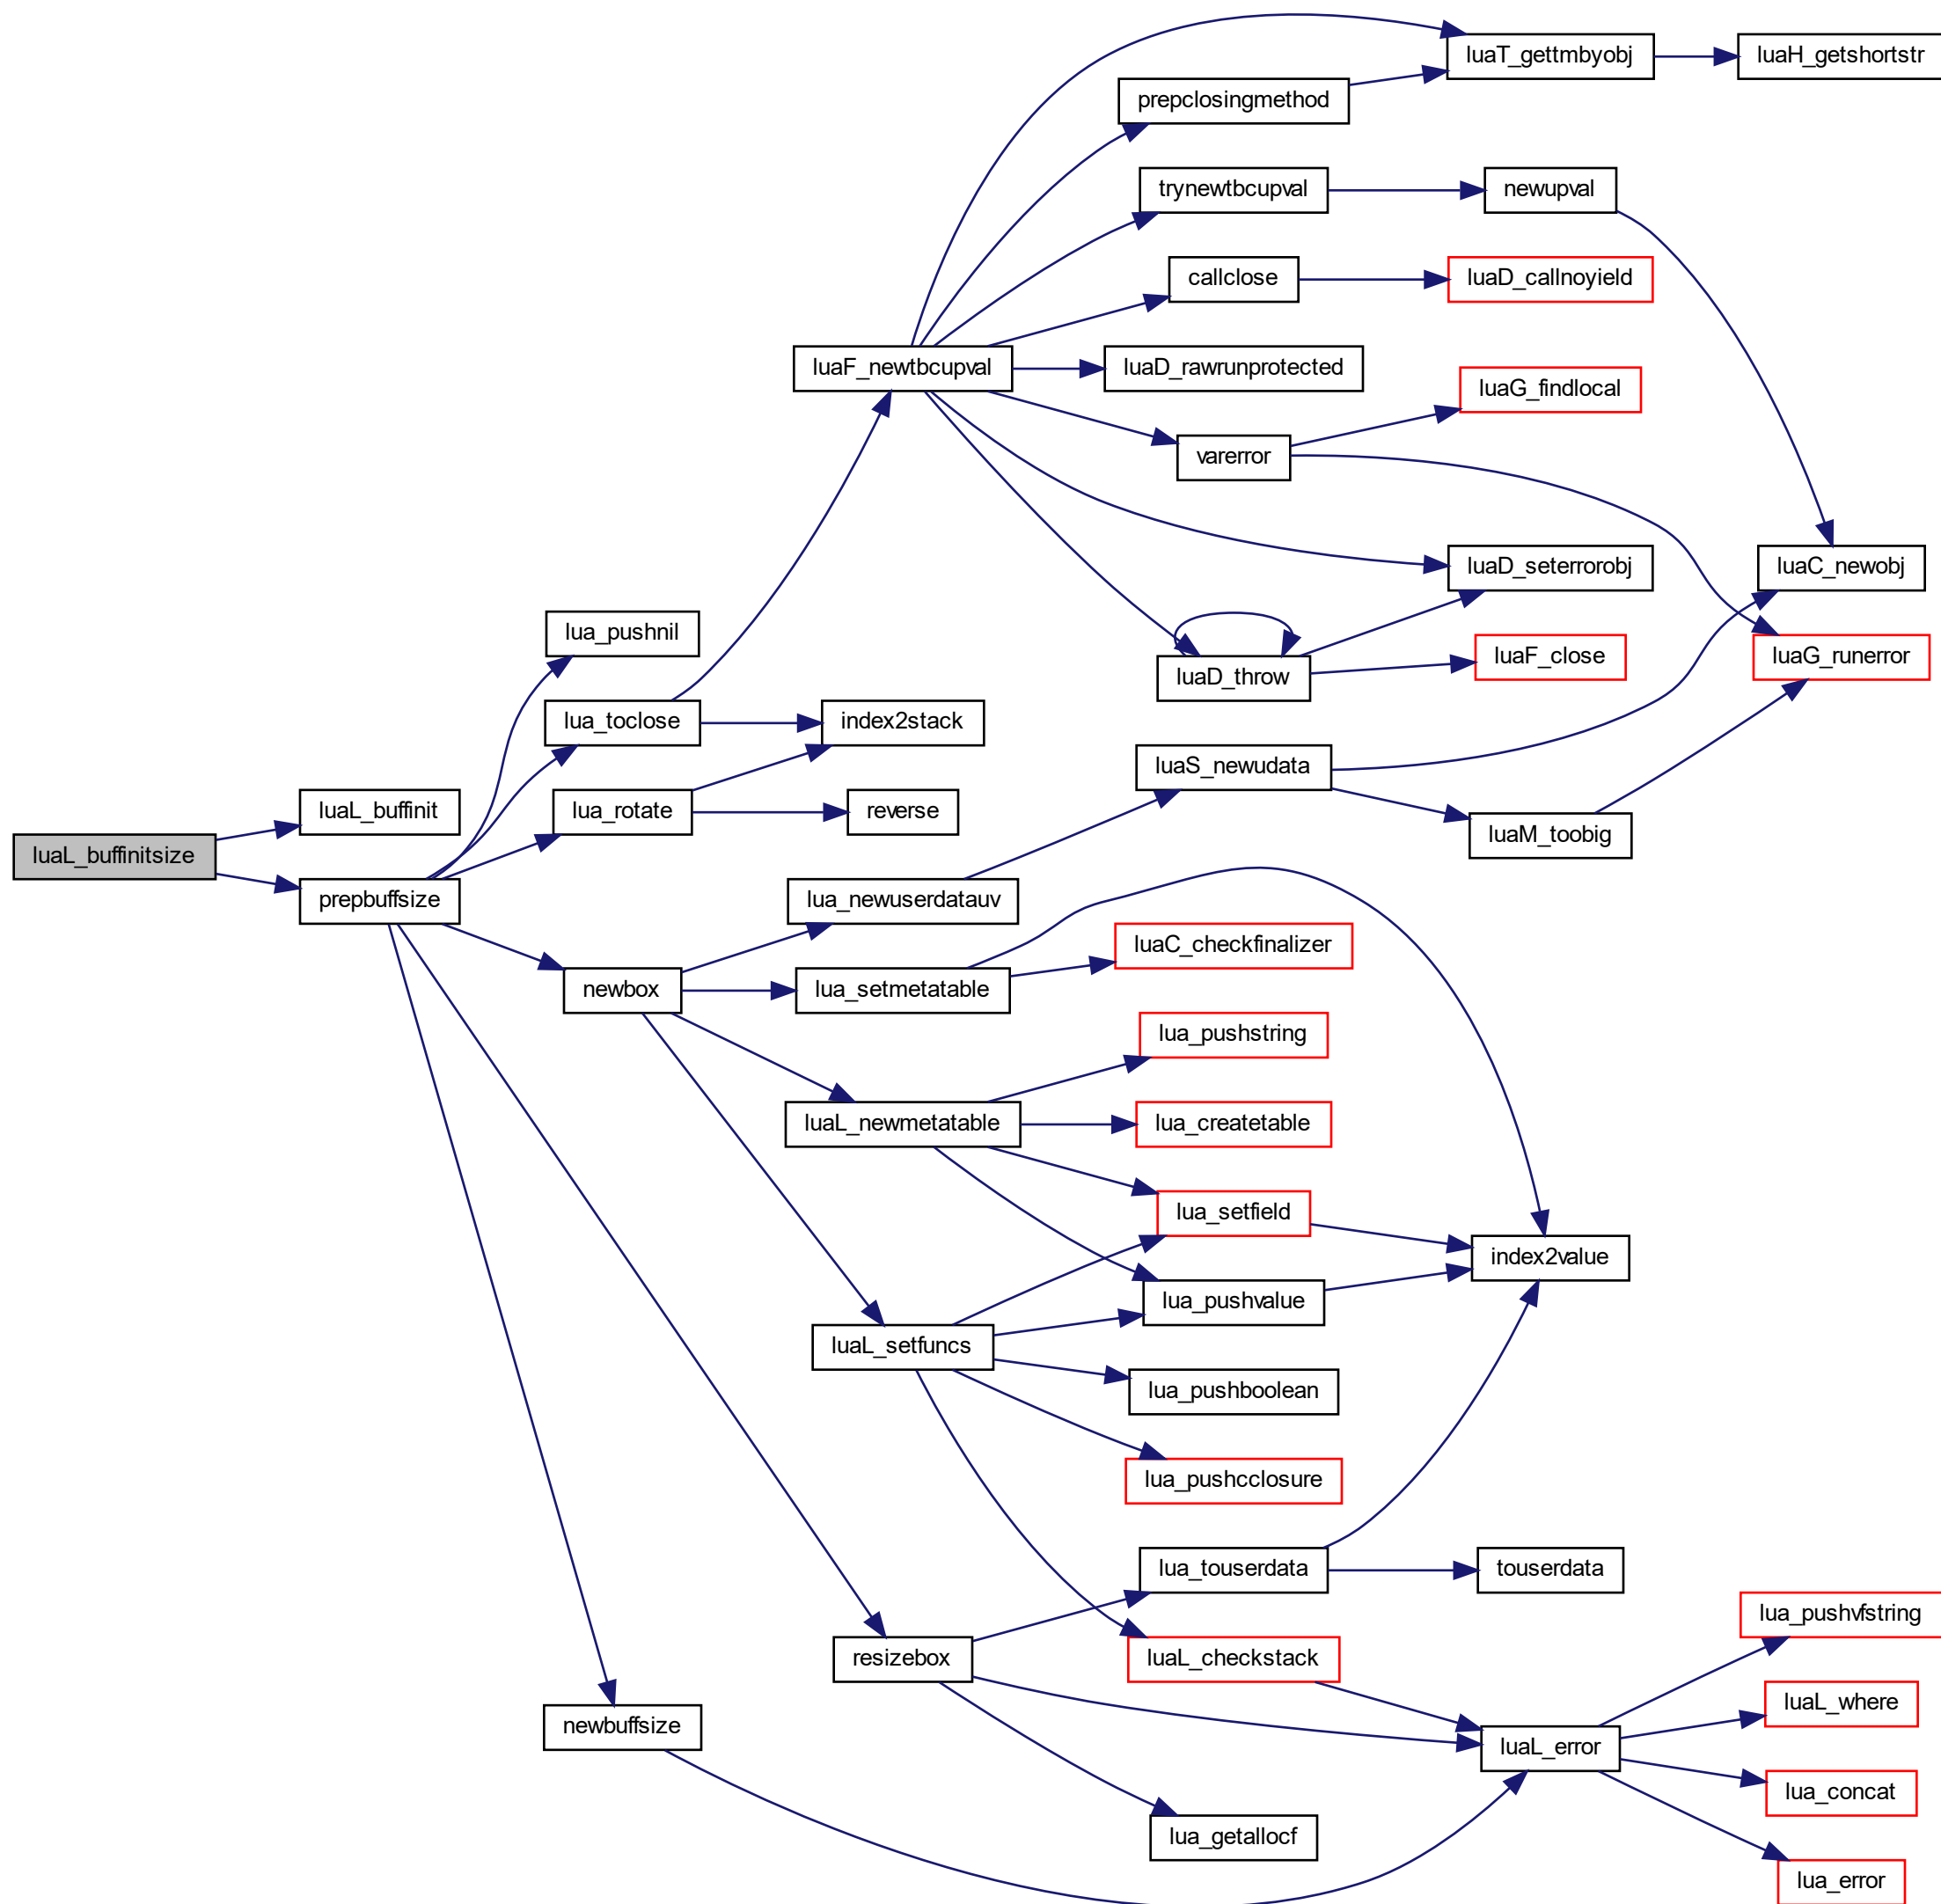 luaT_gettmbyobj
luaH_getshortstr
prepclosingmethod
trynewtbcupval
newupval
callclose
luaD_callnoyield
luaF_newtbcupval
luaD_rawrunprotected
luaG_findlocal
varerror
luaD_seterrorobj
luaC_newobj
lua_pushnil
luaG_runerror
luaF_close
luaD_throw
lua_toclose
index2stack
luaS_newudata
luaL_buffinit
lua_rotate
reverse
luaM_toobig
luaL_buffinitsize
prepbuffsize
lua_newuserdatauv
luaC_checkfinalizer
newbox
lua_setmetatable
lua_pushstring
luaL_newmetatable
lua_createtable
lua_setfield
index2value
lua_pushvalue
luaL_setfuncs
lua_pushboolean
lua_pushcclosure
lua_touserdata
touserdata
lua_pushvfstring
resizebox
luaL_checkstack
luaL_where
newbuffsize
luaL_error
lua_concat
lua_getallocf
lua_error